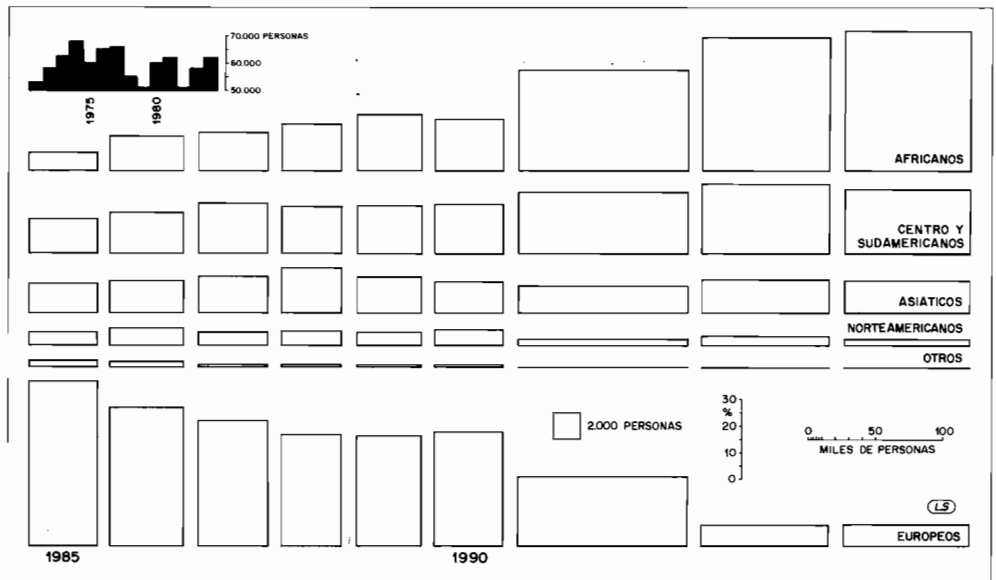 70.000 PERSONAS
60.000
50.000
1975
1980
AFRICANOS
CENTRO Y
SUDAMERICANOS
ASIATICOS
NORTEAMERICANOS
OTROS
2.000 PERSONAS
30
%
20
10
0
0 50 100
MILES DE PERSONAS
LS
EUROPEOS
1985
1990